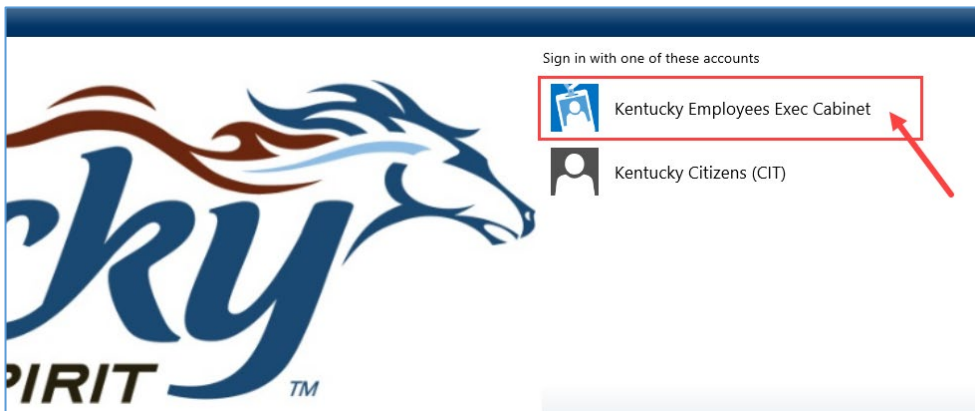 Sign in with one of these accounts
Kentucky Employees Exec Cabinet
Kentucky Citizens (CIT)
cky
PIRIT TM